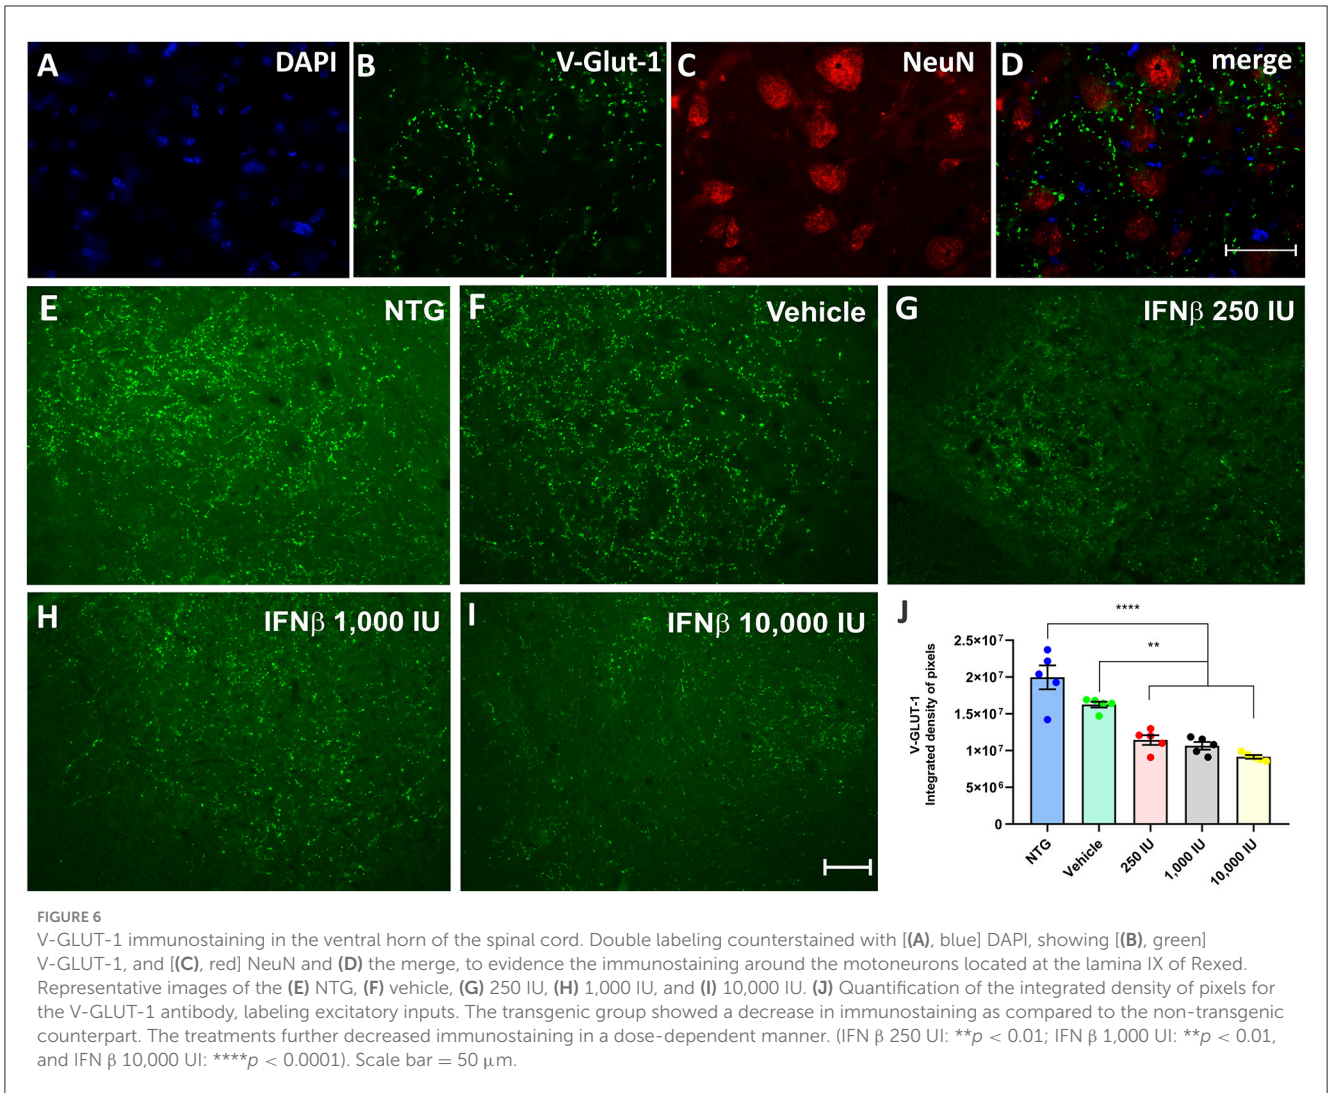 A DAPI
B V-Glut-1
C NeuN
D merge
E NTG
F Vehicle
G IFNβ 250 IU
H IFNβ 1,000 IU
I IFNβ 10,000 IU
J
****
**
V-GLUT-1
Integrated density of pixels
2.5×10⁷
2×10⁷
1.5×10⁷
1×10⁷
5×10⁶
0
NTG
Vehicle
250 IU
1,000 IU
10,000 IU
FIGURE 6
V-GLUT-1 immunostaining in the ventral horn of the spinal cord. Double labeling counterstained with [(A), blue] DAPI, showing [(B), green]
V-GLUT-1, and [(C), red] NeuN and (D) the merge, to evidence the immunostaining around the motoneurons located at the lamina IX of Rexed.
Representative images of the (E) NTG, (F) vehicle, (G) 250 IU, (H) 1,000 IU, and (I) 10,000 IU. (J) Quantification of the integrated density of pixels for
the V-GLUT-1 antibody, labeling excitatory inputs. The transgenic group showed a decrease in immunostaining as compared to the non-transgenic
counterpart. The treatments further decreased immunostaining in a dose-dependent manner. (IFN β 250 UI: **p < 0.01; IFN β 1,000 UI: **p < 0.01,
and IFN β 10,000 UI: ****p < 0.0001). Scale bar = 50 μm.